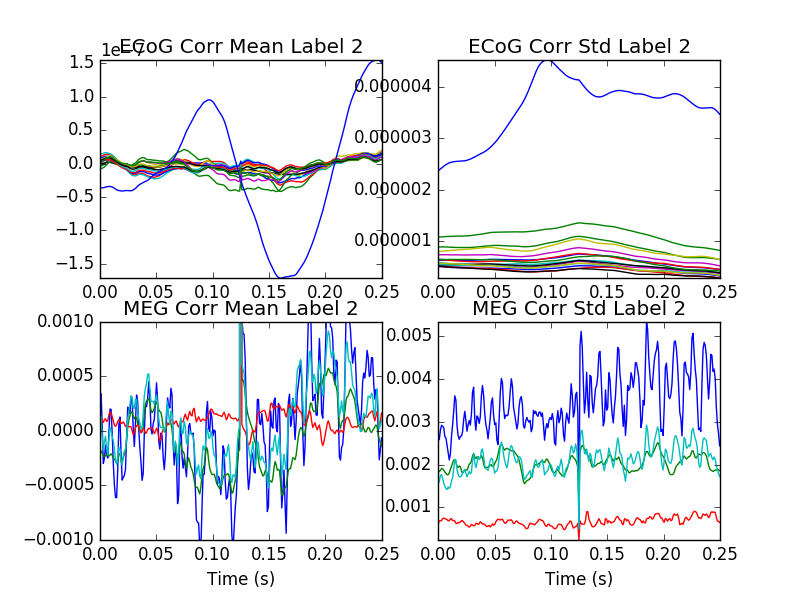 1e−7
ECoG Corr Mean Label 2
1.5
1.0
0.5
0.0
−0.5
−1.0
−1.5
0.00 0.05 0.10 0.15 0.20 0.25
ECoG Corr Std Label 2
0.000004
0.000003
0.000002
0.000001
0.00 0.05 0.10 0.15 0.20 0.25
MEG Corr Mean Label 2
0.0010
0.0005
0.0000
−0.0005
−0.0010
0.00 0.05 0.10 0.15 0.20 0.25
Time (s)
MEG Corr Std Label 2
0.005
0.004
0.003
0.002
0.001
0.00 0.05 0.10 0.15 0.20 0.25
Time (s)